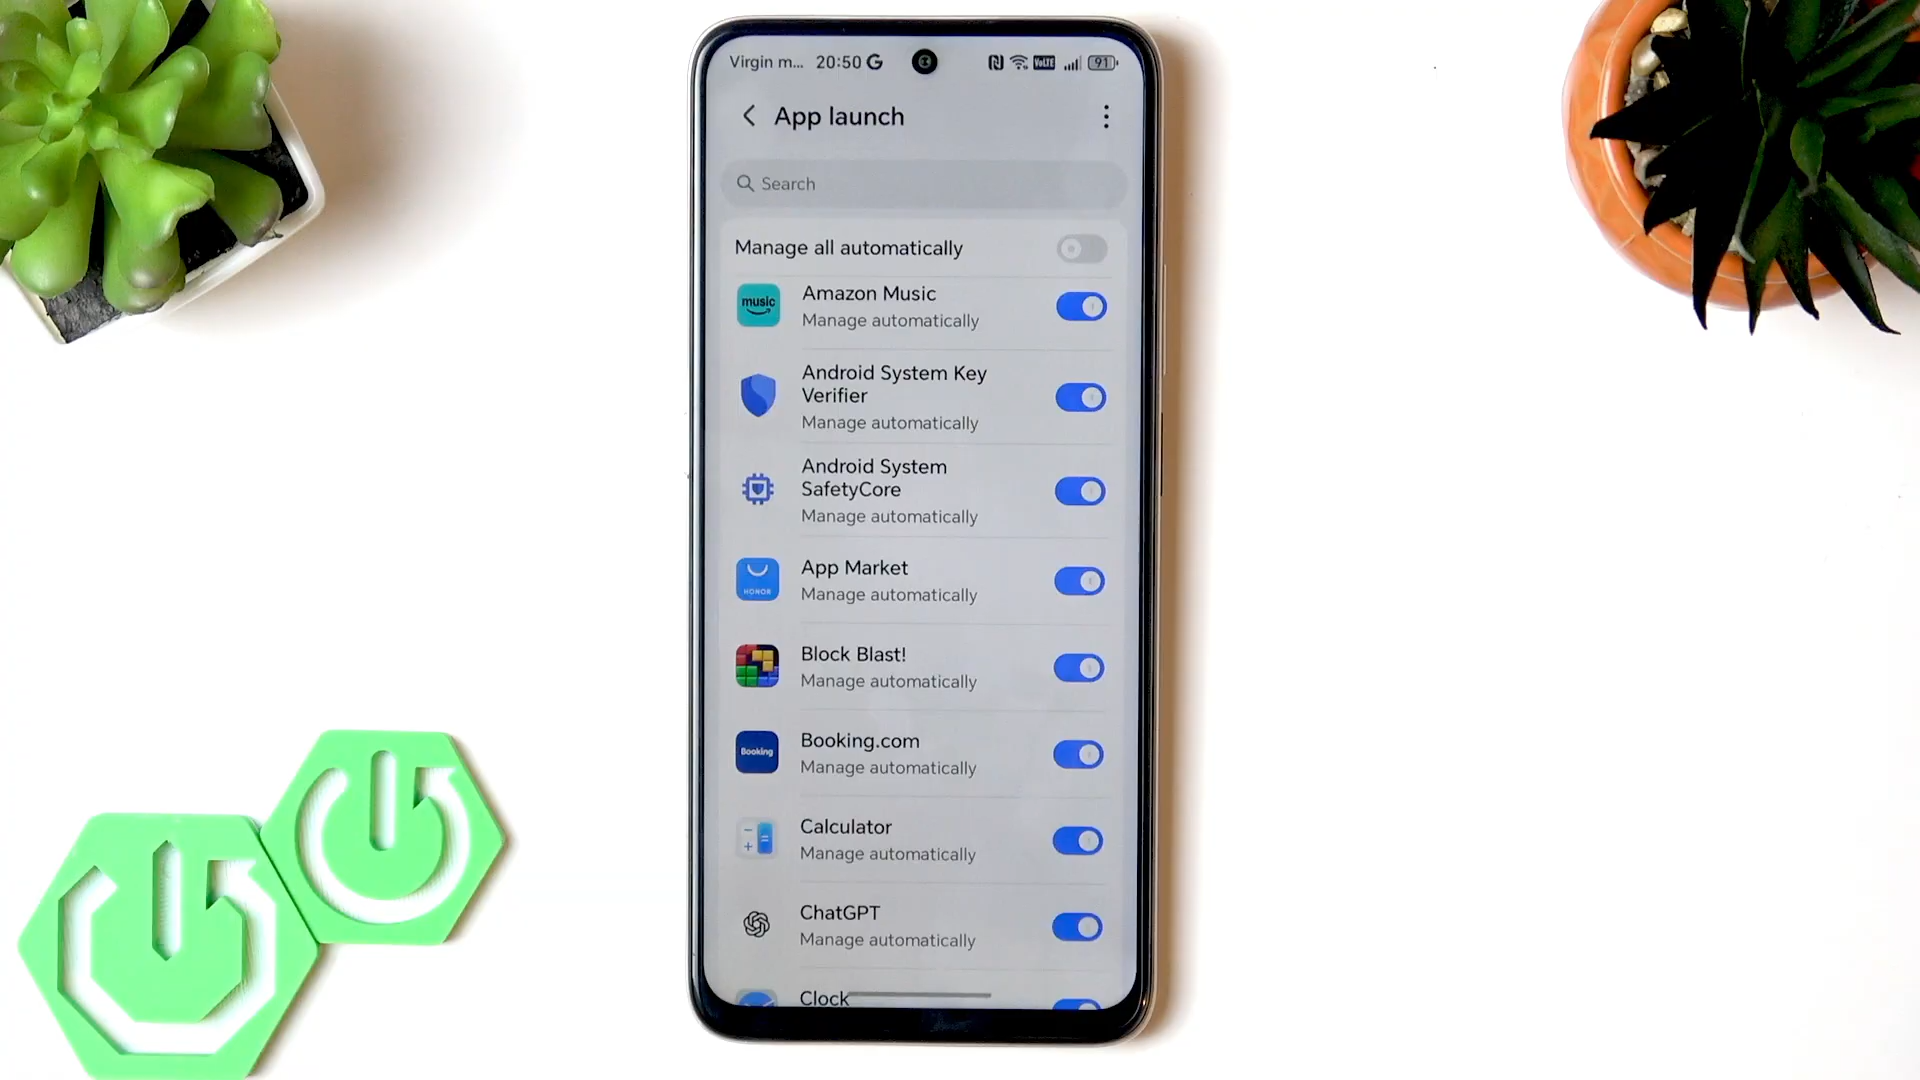 Virgin m... 20:50 G VoLTE 91
App launch
Search
Manage all automatically
music
Amazon Music
Manage automatically
Android System Key
Verifier
Manage automatically
Android System
SafetyCore
Manage automatically
HONOR
App Market
Manage automatically
Block Blast!
Manage automatically
Booking
Booking.com
Manage automatically
Calculator
Manage automatically
ChatGPT
Manage automatically
Clock